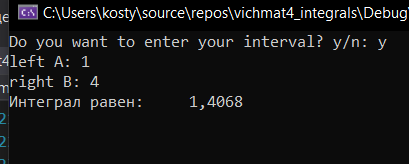 C:\Users\kosty\source\repos\vichmat4_integrals\Debug\
Do you want to enter your interval? y/n: y
left A: 1
right B: 4
Интеграл равен:     1,4068